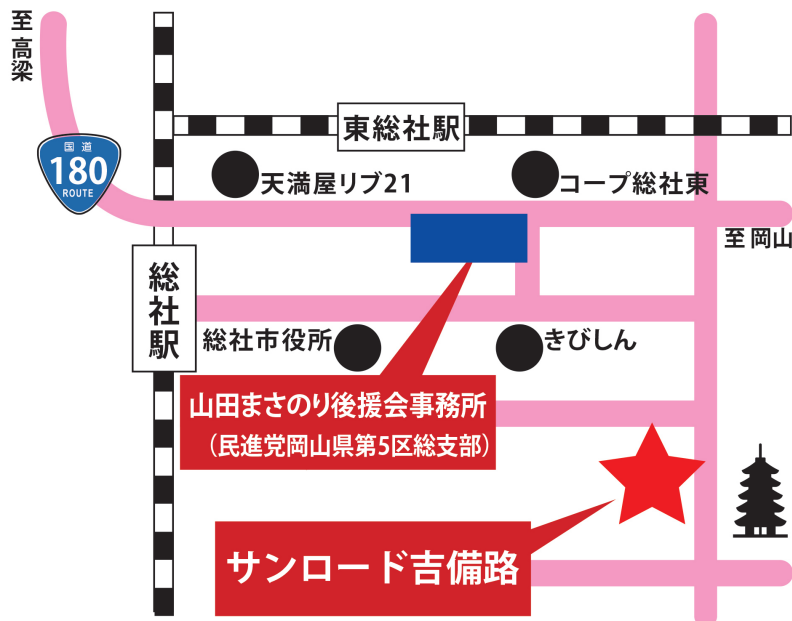 至高梁
国道
180
ROUTE
東総社駅
天満屋リブ21
コープ総社東
至岡山
総社駅
総社市役所
きびしん
山田まさのり後援会事務所
（民進党岡山県第5区総支部）
サンロード吉備路